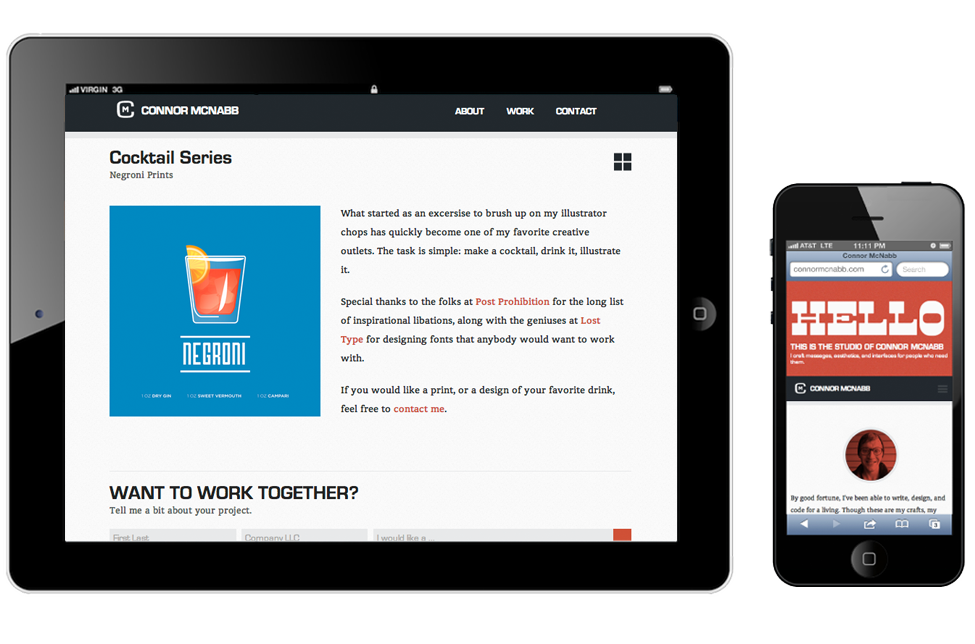 VIRGIN 3G
CONNOR MCNABB
ABOUT WORK CONTACT
Cocktail Series
Negroni Prints
What started as an excersise to brush up on my illustrator
chops has quickly become one of my favorite creative
outlets. The task is simple: make a cocktail, drink it, illustrate
it.
Special thanks to the folks at Post Prohibition for the long list
of inspirational libations, along with the geniuses at Lost
Type for designing fonts that anybody would want to work
with.
If you would like a print, or a design of your favorite drink,
feel free to contact me.
NEGRONI
1 OZ DRY GIN 1 OZ SWEET VERMOUTH 1 OZ CAMPARI
WANT TO WORK TOGETHER?
Tell me a bit about your project.
First Last Company LLC I would like a ...
AT&T LTE 11:11 PM
Connor McNabb
connormcnabb.com Search
HELLO
THIS IS THE STUDIO OF CONNOR MCNABB
I craft messages, aesthetics, and interfaces for people who need
them.
CONNOR MCNABB
By good fortune, I've been able to write, design, and
code for a living. Though these are my crafts, my